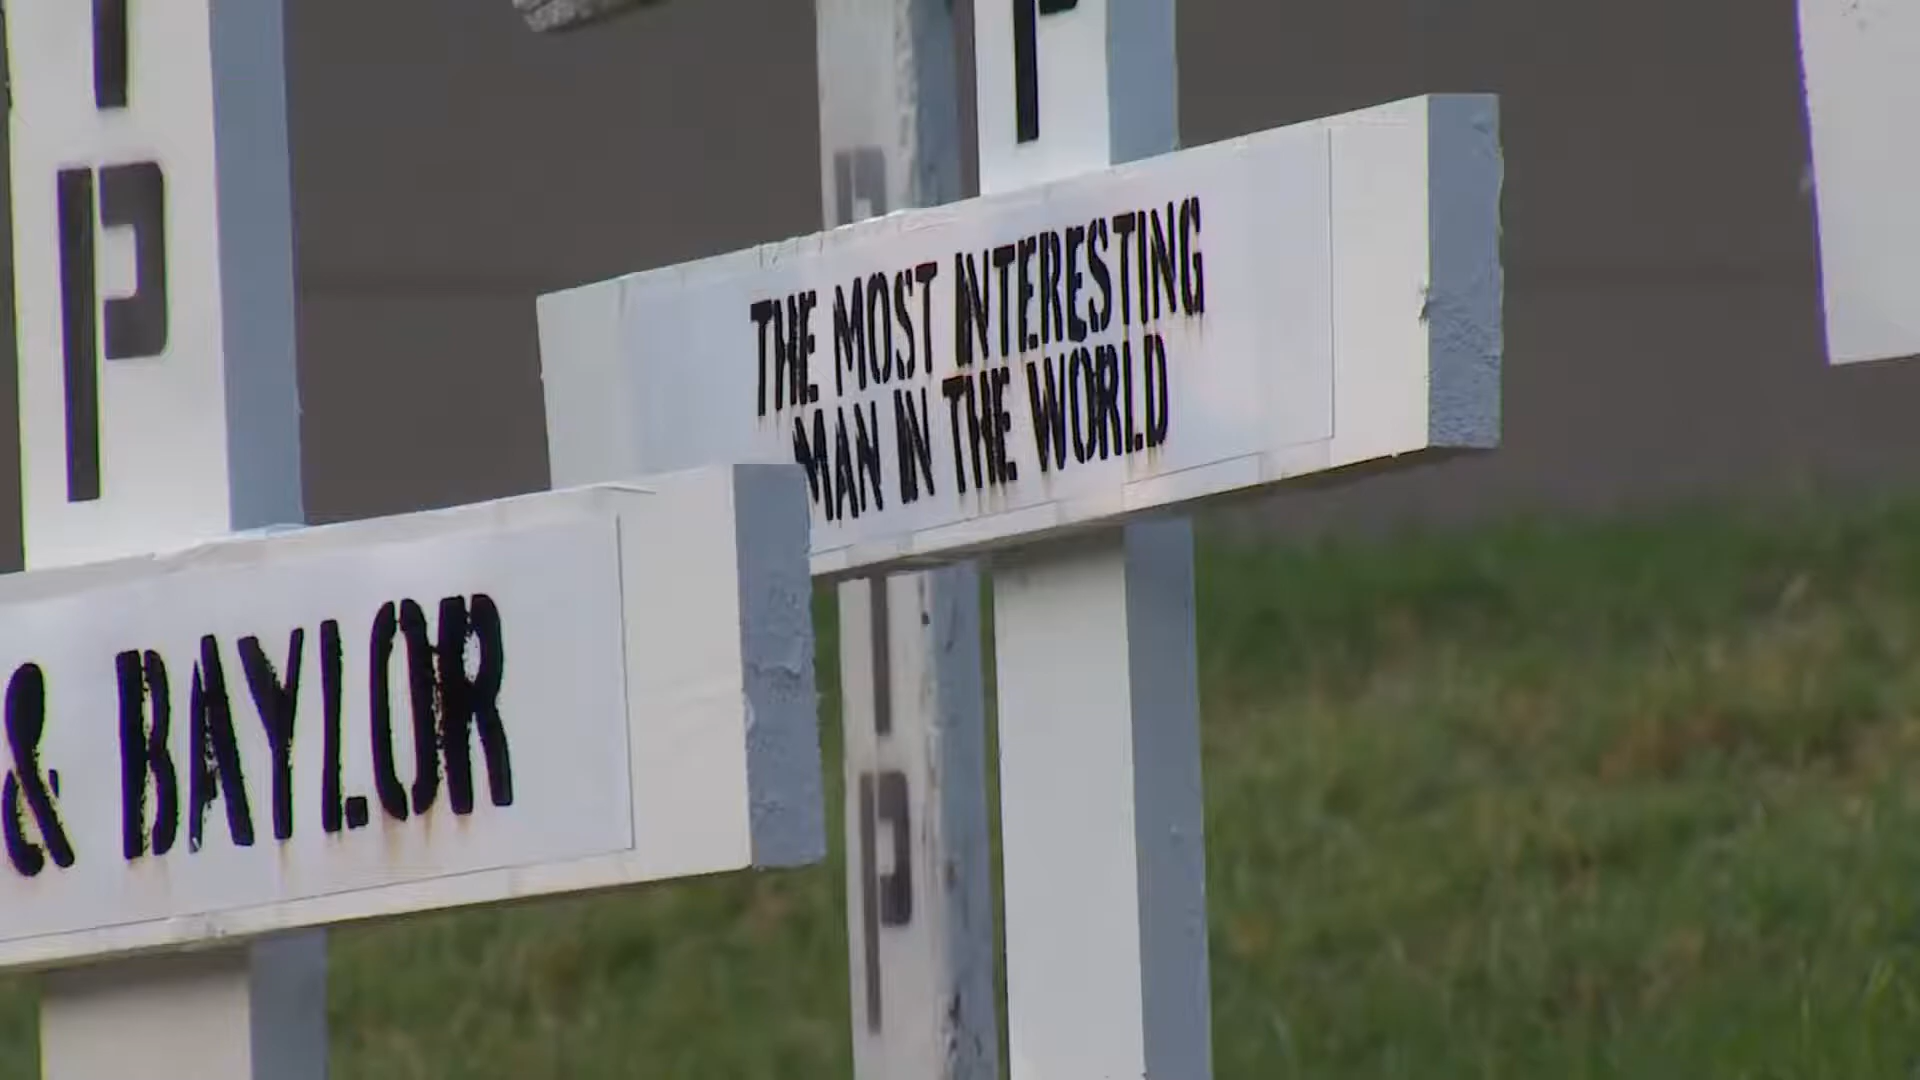 P
P
THE MOST INTERESTING
MAN IN THE WORLD
& BAYLOR
I
P